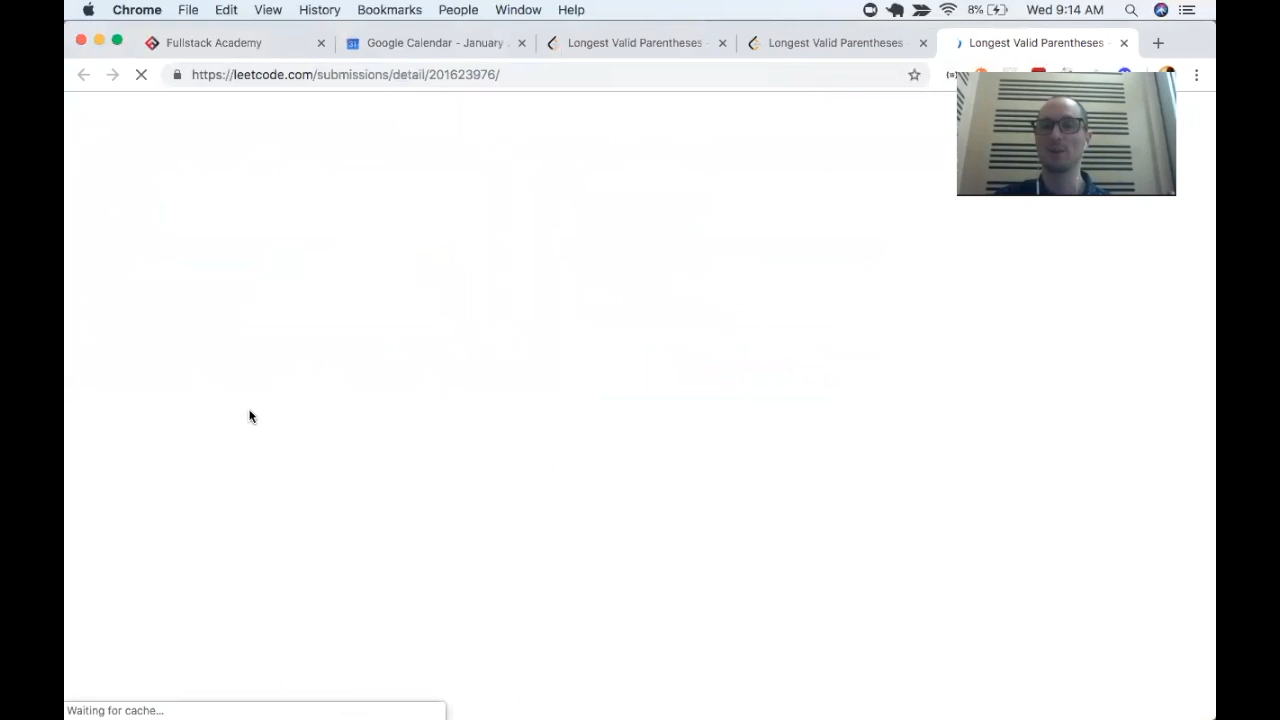 Chrome File Edit View History Bookmarks People Window Help 8% Wed 9:14 AM
Fullstack Academy Google Calendar - January Longest Valid Parentheses - Longest Valid Parentheses Longest Valid Parentheses -
https://leetcode.com/submissions/detail/201623976/
Waiting for cache...